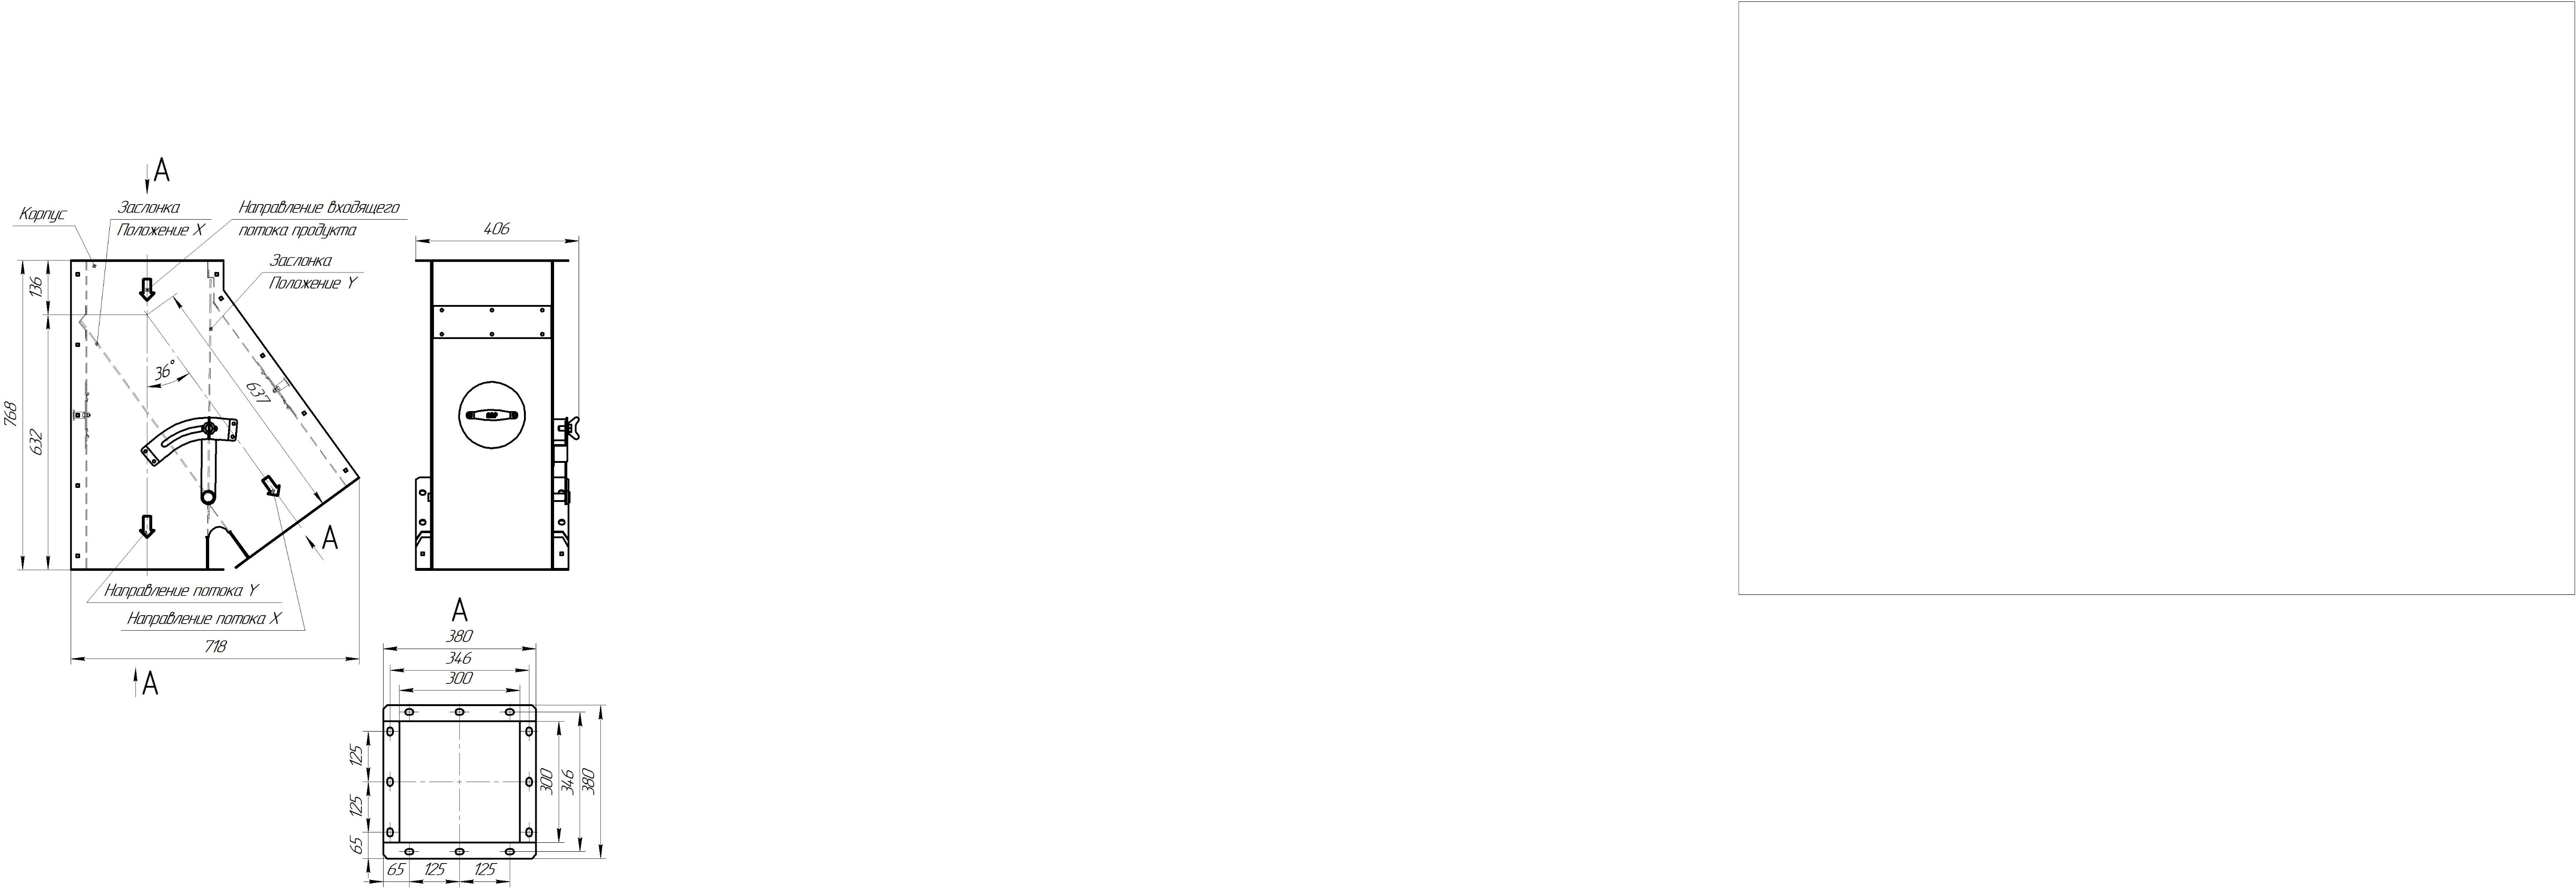 А
Корпус
Заслонка
Положение X
Направление входящего
потока продукта
Заслонка
Положение Y
406
136
768
632
36°
637
А
Направление потока Y
Направление потока X
718
А
А
380
346
300
125
125
65
300
346
380
65
125
125